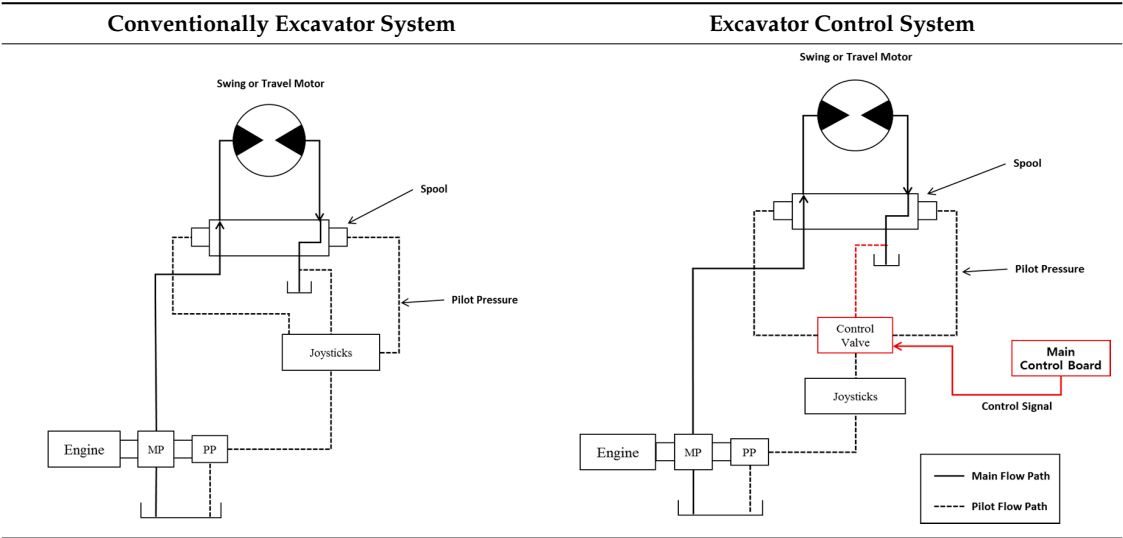 Conventionally Excavator System
Excavator Control System
Swing or Travel Motor
Spool
Pilot Pressure
Joysticks
Engine
MP
PP
Swing or Travel Motor
Spool
Pilot Pressure
Control
Valve
Main
Control Board
Control Signal
Joysticks
Engine
MP
PP
Main Flow Path
Pilot Flow Path